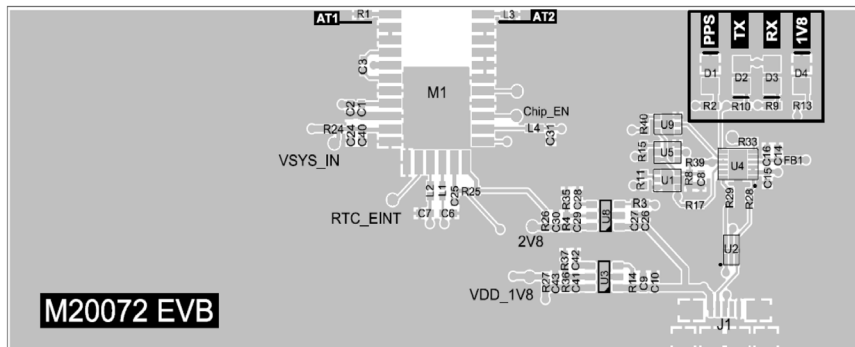 AT1
R1
L3
AT2
PPS
TX
RX
1V8
C3
D1
D2
D3
D4
M1
R2
R10
R9
R13
C2
C1
Chip_EN
R40
U9
R24
C24
C40
L4
C31
R33
VSYS_IN
R15
U5
R39
U4
C16
C14
FB1
R11
U1
R8
C8
C15
L2
L1
C25
R25
R17
R29
R28
RTC_EINT
C7
C6
R35
C28
R3
R26
C30
R4
C29
U8
C27
C26
2V8
U2
R37
C42
VDD_1V8
R27
C43
R36
C41
U3
R14
C9
C10
M20072 EVB
J1